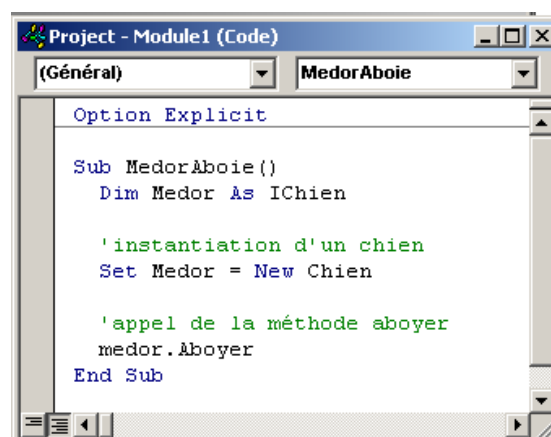 Project - Module1 (Code)
(Général) MedorAboie
Option Explicit
Sub MedorAboie()
Dim Medor As IChien
'instantiation d'un chien
Set Medor = New Chien
'appel de la méthode aboyer
medor.Aboyer
End Sub